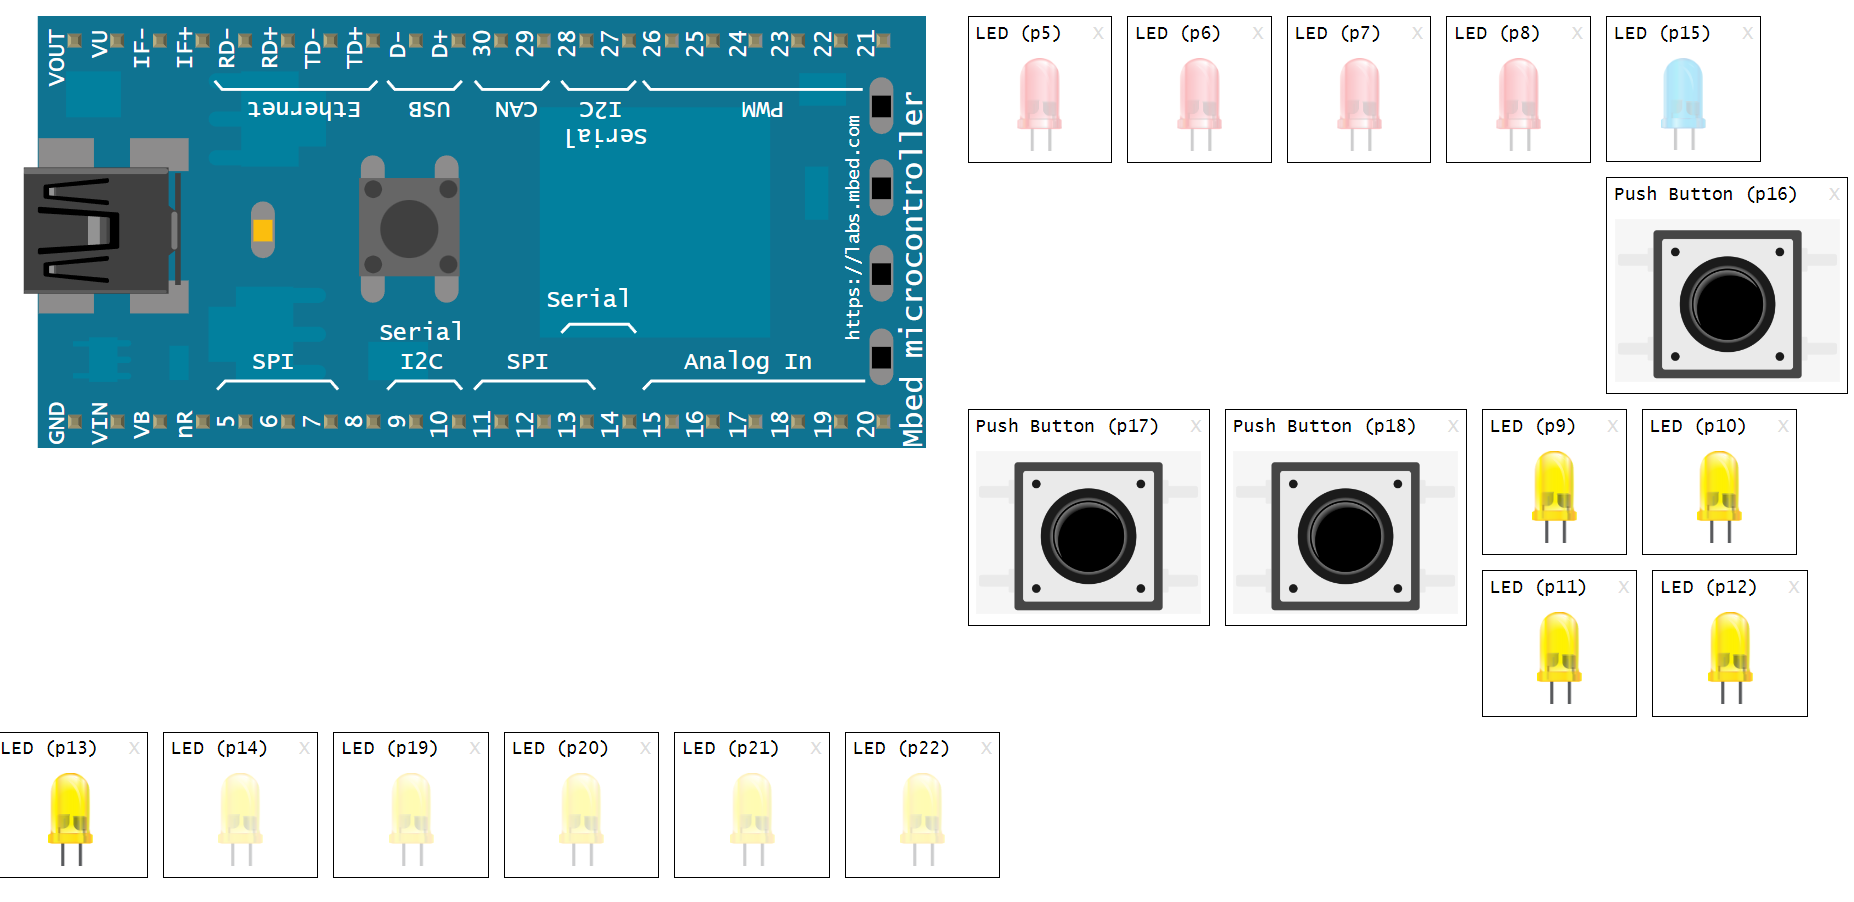 VOUT VU IF- IF+ RD- RD+ TD- TD+ D- D+ 30 29 28 27 26 25 24 23 22 21
Ethernet USB CAN I2C PWM
Serial
https://labs.mbed.com
Mbed microcontroller
Serial
Serial
SPI I2C SPI Analog In
GND VIN VB nR 5 6 7 8 9 10 11 12 13 14 15 16 17 18 19 20
LED (p5) X
LED (p6) X
LED (p7) X
LED (p8) X
LED (p15) X
Push Button (p16) X
Push Button (p17) X
Push Button (p18) X
LED (p9) X
LED (p10) X
LED (p11) X
LED (p12) X
LED (p13) X
LED (p14) X
LED (p19) X
LED (p20) X
LED (p21) X
LED (p22) X